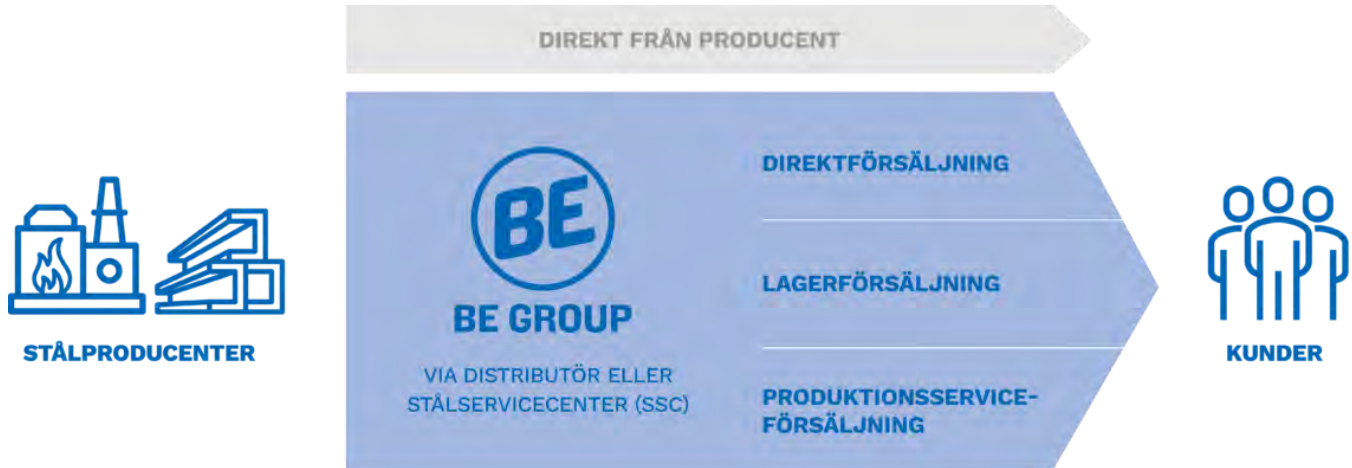 DIREKT FRÅN PRODUCENT
STÅLPRODUCENTER
BE
BE GROUP
VIA DISTRIBUTÖR ELLER
STÅLSERVICECENTER (SSC)
DIREKTFÖRSÄLJNING
LAGERFÖRSÄLJNING
PRODUKTIONSSERVICE-
FÖRSÄLJNING
KUNDER